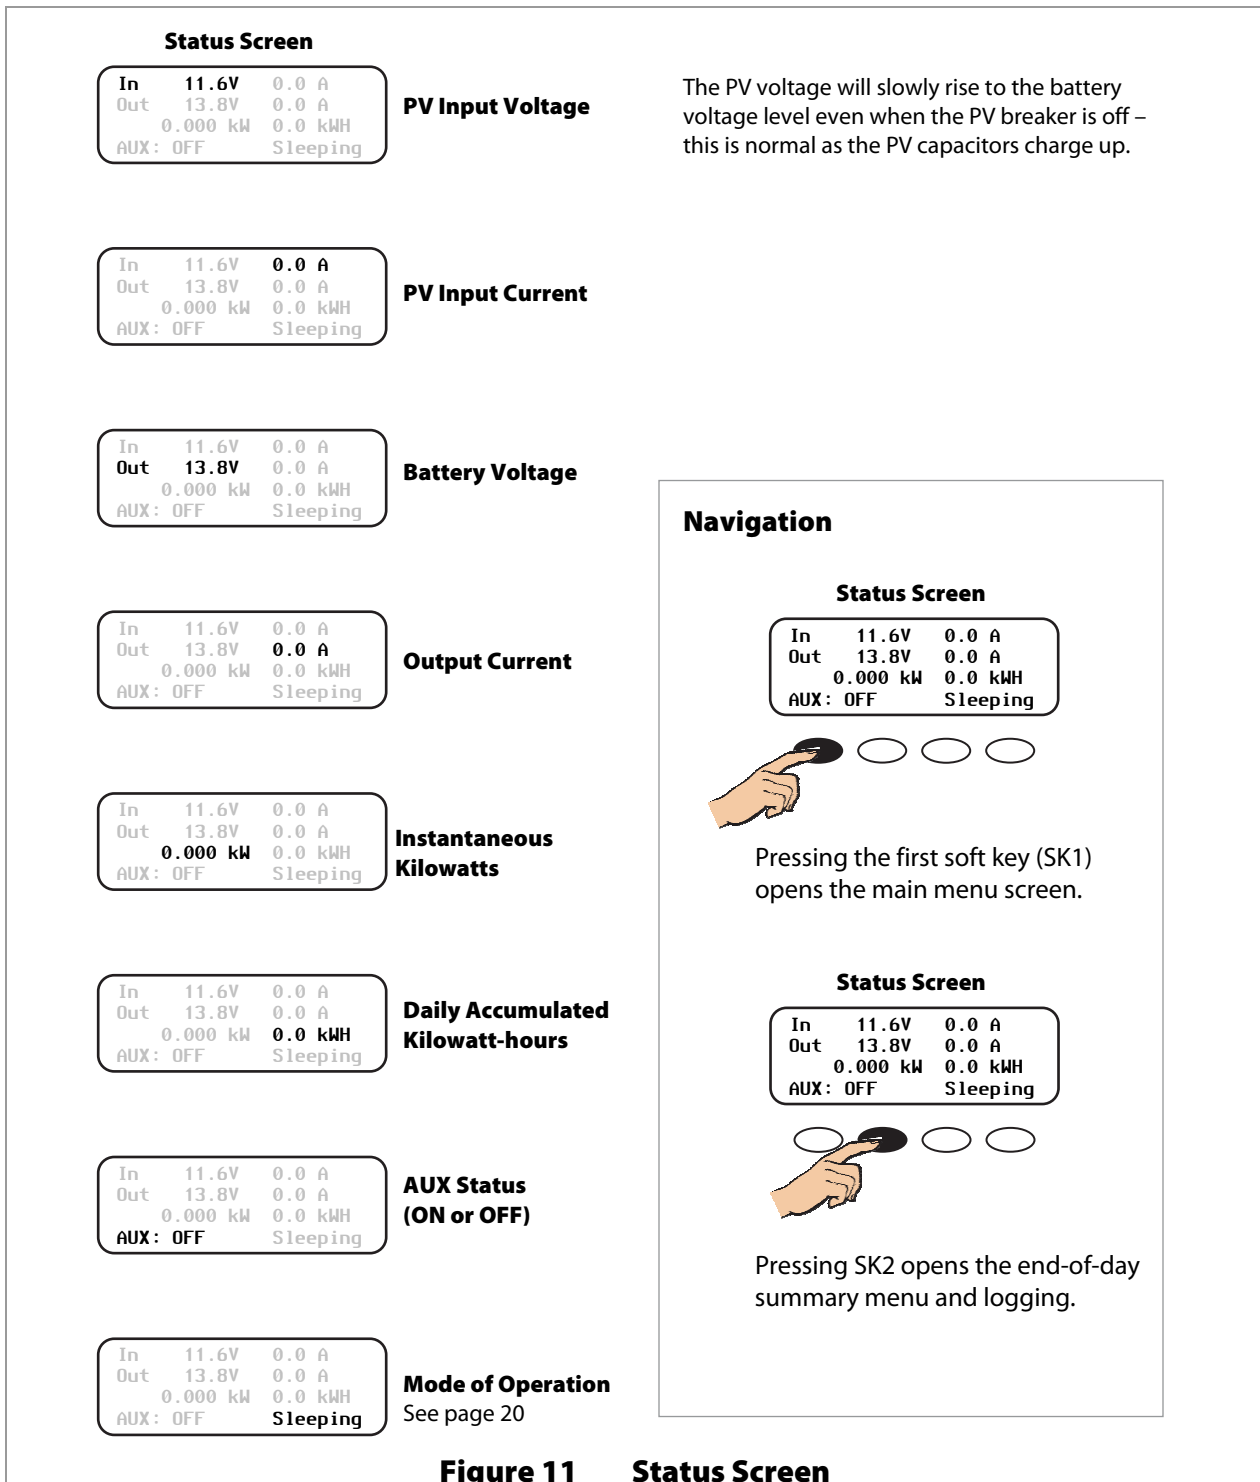 Status Screen
In 11.6V 0.0 A
Out 13.8V 0.0 A
0.000 kW 0.0 kWH
AUX: OFF Sleeping
PV Input Voltage
The PV voltage will slowly rise to the battery
voltage level even when the PV breaker is off –
this is normal as the PV capacitors charge up.
In 11.6V 0.0 A
Out 13.8V 0.0 A
0.000 kW 0.0 kWH
AUX: OFF Sleeping
PV Input Current
In 11.6V 0.0 A
Out 13.8V 0.0 A
0.000 kW 0.0 kWH
AUX: OFF Sleeping
Battery Voltage
In 11.6V 0.0 A
Out 13.8V 0.0 A
0.000 kW 0.0 kWH
AUX: OFF Sleeping
Output Current
In 11.6V 0.0 A
Out 13.8V 0.0 A
0.000 kW 0.0 kWH
AUX: OFF Sleeping
Instantaneous
Kilowatts
In 11.6V 0.0 A
Out 13.8V 0.0 A
0.000 kW 0.0 kWH
AUX: OFF Sleeping
Daily Accumulated
Kilowatt-hours
In 11.6V 0.0 A
Out 13.8V 0.0 A
0.000 kW 0.0 kWH
AUX: OFF Sleeping
AUX Status
(ON or OFF)
In 11.6V 0.0 A
Out 13.8V 0.0 A
0.000 kW 0.0 kWH
AUX: OFF Sleeping
Mode of Operation
See page 20
Navigation
Status Screen
In 11.6V 0.0 A
Out 13.8V 0.0 A
0.000 kW 0.0 kWH
AUX: OFF Sleeping
Pressing the first soft key (SK1)
opens the main menu screen.
Status Screen
In 11.6V 0.0 A
Out 13.8V 0.0 A
0.000 kW 0.0 kWH
AUX: OFF Sleeping
Pressing SK2 opens the end-of-day
summary menu and logging.
Figure 11 Status Screen